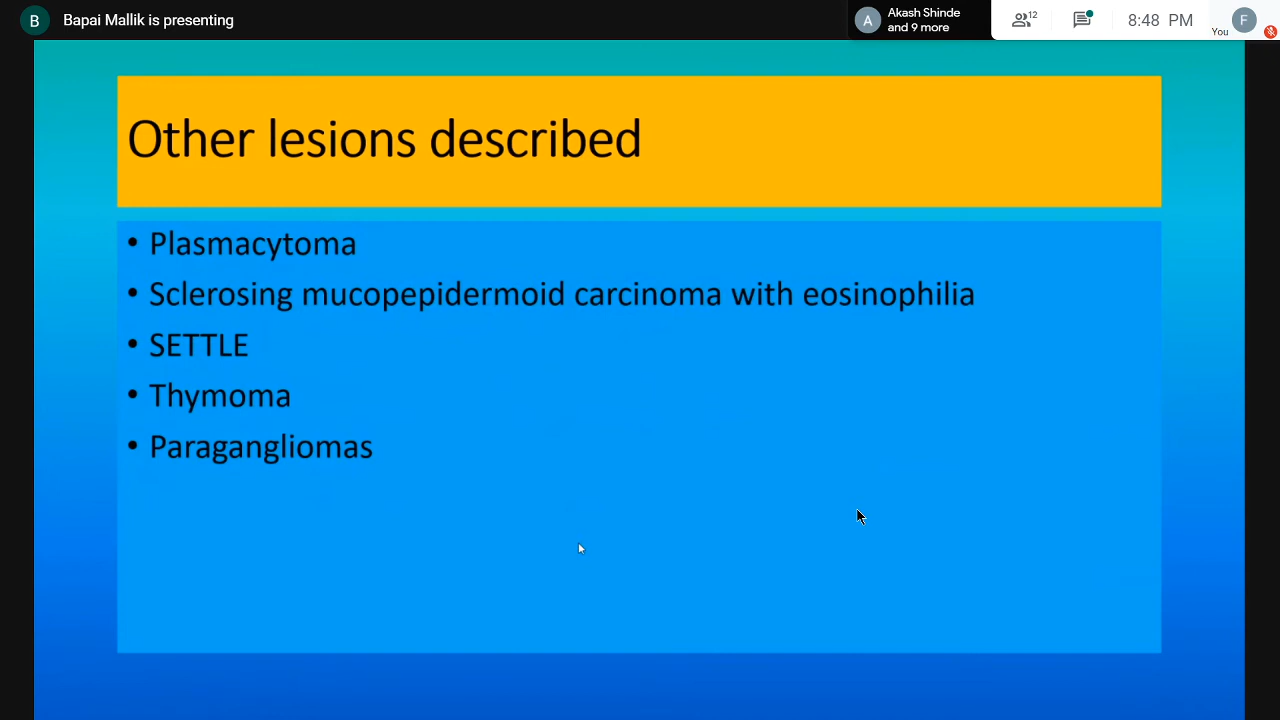 B Bapai Mallik is presenting
A Akash Shinde
and 9 more
12
8:48 PM
You F
Other lesions described
• Plasmacytoma
• Sclerosing mucopepidermoid carcinoma with eosinophilia
• SETTLE
• Thymoma
• Paragangliomas